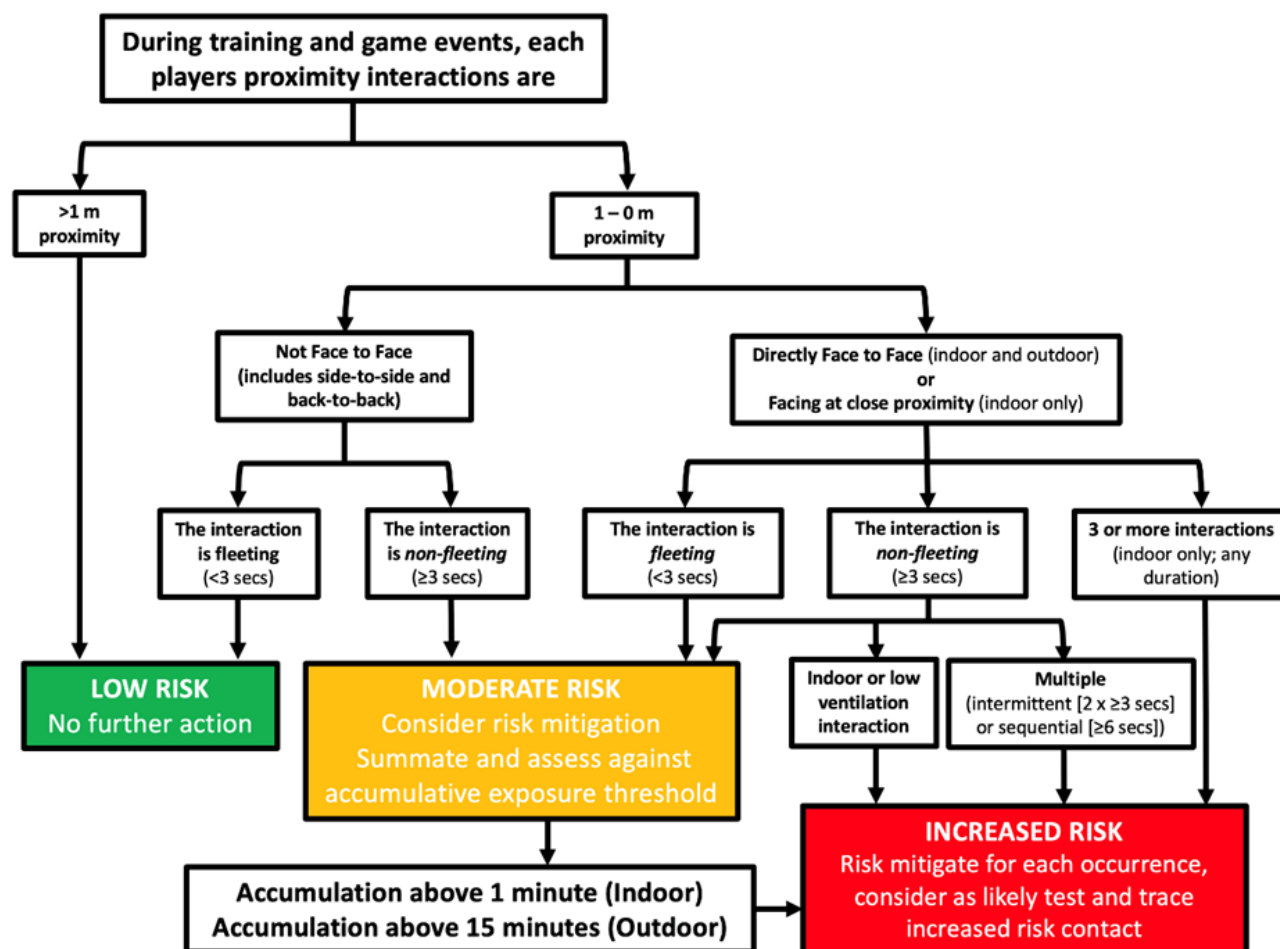 During training and game events, each
players proximity interactions are
>1 m
proximity
1 – 0 m
proximity
Not Face to Face
(includes side-to-side and
back-to-back)
Directly Face to Face (indoor and outdoor)
or
Facing at close proximity (indoor only)
The interaction
is fleeting
(<3 secs)
The interaction
is non-fleeting
(≥3 secs)
The interaction is
fleeting
(<3 secs)
The interaction is
non-fleeting
(≥3 secs)
3 or more interactions
(indoor only; any
duration)
Indoor or low
ventilation
interaction
Multiple
(intermittent [2 x ≥3 secs]
or sequential [≥6 secs])
LOW RISK
No further action
MODERATE RISK
Consider risk mitigation
Summate and assess against
accumulative exposure threshold
Accumulation above 1 minute (Indoor)
Accumulation above 15 minutes (Outdoor)
INCREASED RISK
Risk mitigate for each occurrence,
consider as likely test and trace
increased risk contact